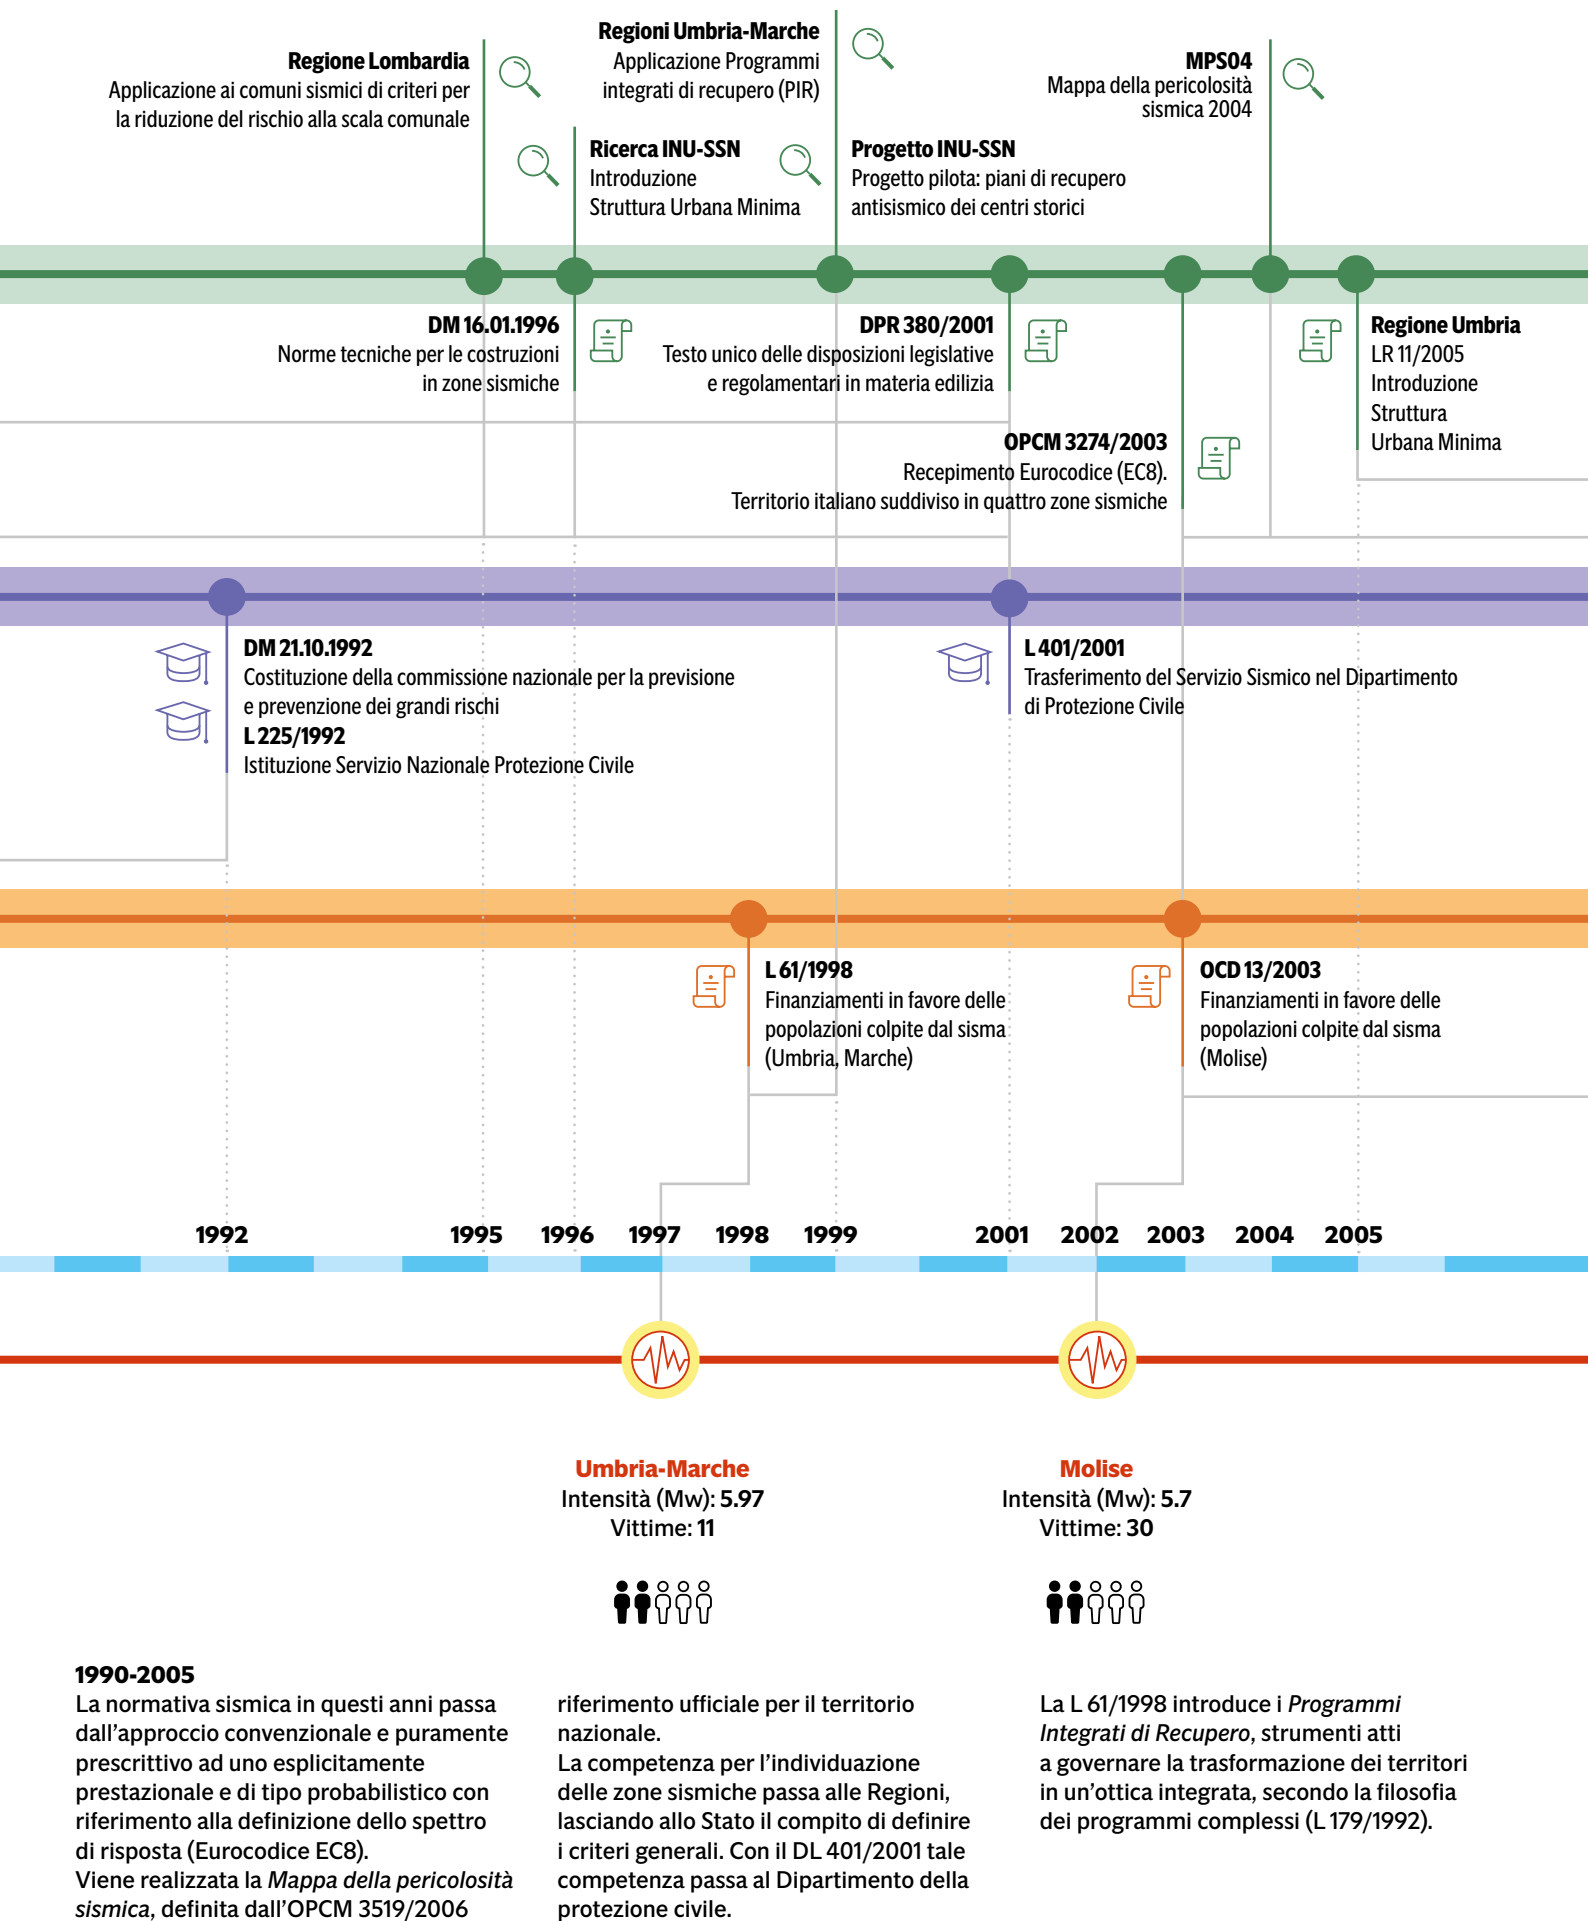 Regione Lombardia
Applicazione ai comuni sismici di criteri per
la riduzione del rischio alla scala comunale
Regioni Umbria-Marche
Applicazione Programmi
integrati di recupero (PIR)
Ricerca INU-SSN
Introduzione
Struttura Urbana Minima
Progetto INU-SSN
Progetto pilota: piani di recupero
antisismico dei centri storici
MPS04
Mappa della pericolosità
sismica 2004
DM 16.01.1996
Norme tecniche per le costruzioni
in zone sismiche
DPR 380/2001
Testo unico delle disposizioni legislative
e regolamentari in materia edilizia
OPCM 3274/2003
Recepimento Eurocodice (EC8).
Territorio italiano suddiviso in quattro zone sismiche
Regione Umbria
LR 11/2005
Introduzione
Struttura
Urbana Minima
DM 21.10.1992
Costituzione della commissione nazionale per la previsione
e prevenzione dei grandi rischi
L 225/1992
Istituzione Servizio Nazionale Protezione Civile
L 401/2001
Trasferimento del Servizio Sismico nel Dipartimento
di Protezione Civile
L 61/1998
Finanziamenti in favore delle
popolazioni colpite dal sisma
(Umbria, Marche)
OCD 13/2003
Finanziamenti in favore delle
popolazioni colpite dal sisma
(Molise)
1992 1995 1996 1997 1998 1999 2001 2002 2003 2004 2005
Umbria-Marche
Intensità (Mw): 5.97
Vittime: 11
Molise
Intensità (Mw): 5.7
Vittime: 30
1990-2005
La normativa sismica in questi anni passa
dall'approccio convenzionale e puramente
prescrittivo ad uno esplicitamente
prestazionale e di tipo probabilistico con
riferimento alla definizione dello spettro
di risposta (Eurocodice EC8).
Viene realizzata la Mappa della pericolosità
sismica, definita dall'OPCM 3519/2006
riferimento ufficiale per il territorio
nazionale.
La competenza per l'individuazione
delle zone sismiche passa alle Regioni,
lasciando allo Stato il compito di definire
i criteri generali. Con il DL 401/2001 tale
competenza passa al Dipartimento della
protezione civile.
La L 61/1998 introduce i Programmi
Integrati di Recupero, strumenti atti
a governare la trasformazione dei territori
in un'ottica integrata, secondo la filosofia
dei programmi complessi (L 179/1992).